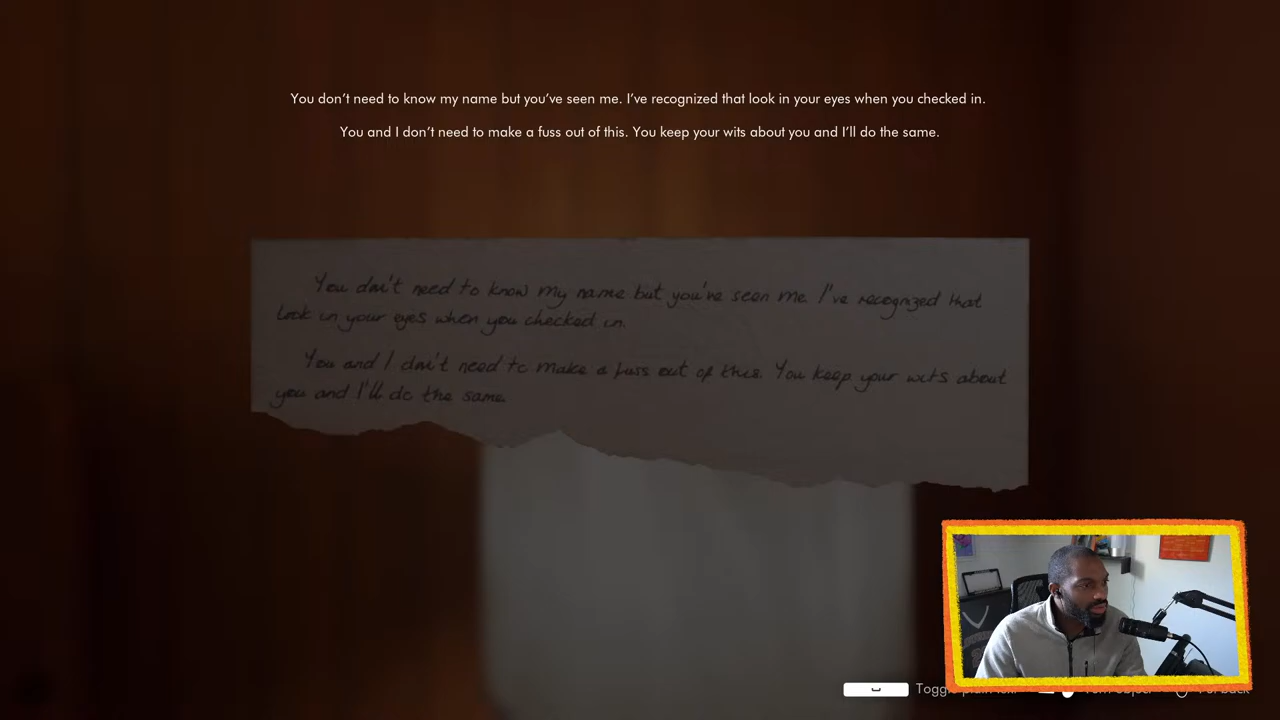 You don't need to know my name but you've seen me. I've recognized that look in your eyes when you checked in.
You and I don't need to make a fuss out of this. You keep your wits about you and I'll do the same.
You don't need to know my name but you've seen me. I've recognized that
look in your eyes when you checked in.
You and I don't need to make a fuss out of this. You keep your wits about
you and I'll do the same.